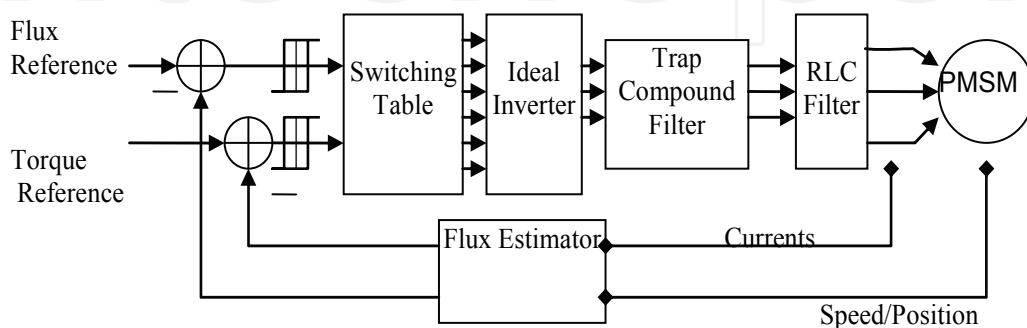 Flux
Reference
Torque
Reference
Switching
Table
Ideal
Inverter
Trap
Compound
Filter
RLC
Filter
PMSM
Flux Estimator
Currents
Speed/Position